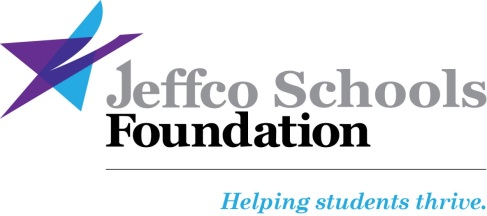 Jeffco Schools
Foundation
Helping students thrive.